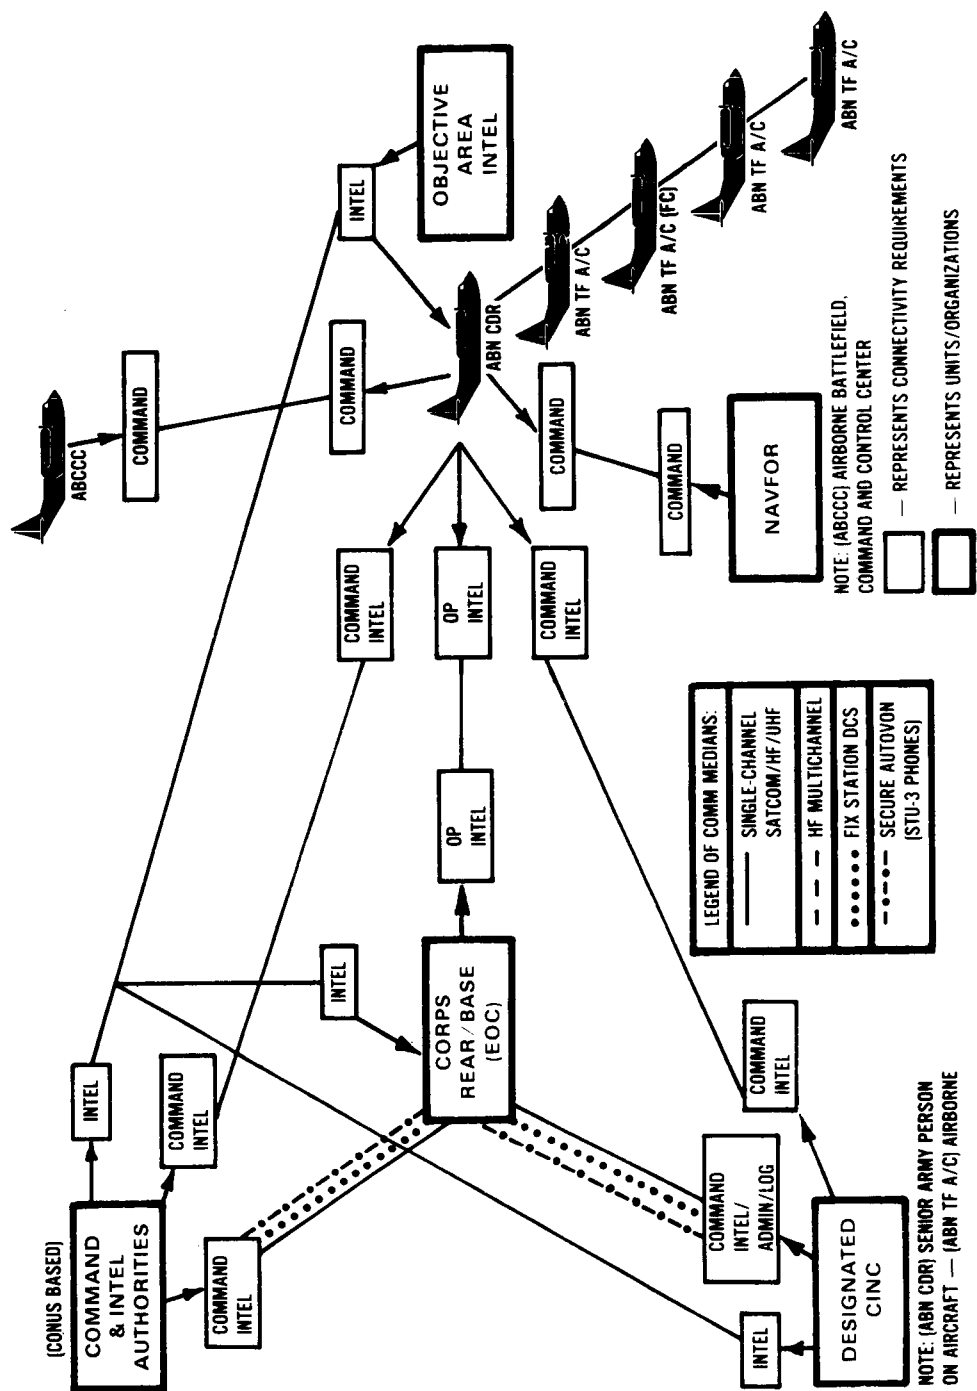 (CONUS BASED)
COMMAND
& INTEL
AUTHORITIES
INTEL
COMMAND
INTEL
COMMAND
INTEL
INTEL
CORPS
REAR/BASE
(EOC)
OP
INTEL
COMMAND
INTEL
OP
INTEL
COMMAND
INTEL
ABCCC
COMMAND
COMMAND
INTEL
OBJECTIVE
AREA
INTEL
ABN CDR
ABN TF A/C
ABN TF A/C (FC)
ABN TF A/C
ABN TF A/C
COMMAND
COMMAND
NAVFOR
INTEL
COMMAND
INTEL/
ADMIN/LOG
COMMAND
INTEL
DESIGNATED
CINC
LEGEND OF COMM MEDIANS:
SINGLE-CHANNEL
SATCOM/HF/UHF
HF MULTICHANNEL
FIX STATION DCS
SECURE AUTOVON
(STU-3 PHONES)
NOTE: (ABCCC) AIRBORNE BATTLEFIELD,
COMMAND AND CONTROL CENTER
— REPRESENTS CONNECTIVITY REQUIREMENTS
— REPRESENTS UNITS/ORGANIZATIONS
NOTE: (ABN CDR) SENIOR ARMY PERSON
ON AIRCRAFT — (ABN TF A/C) AIRBORNE